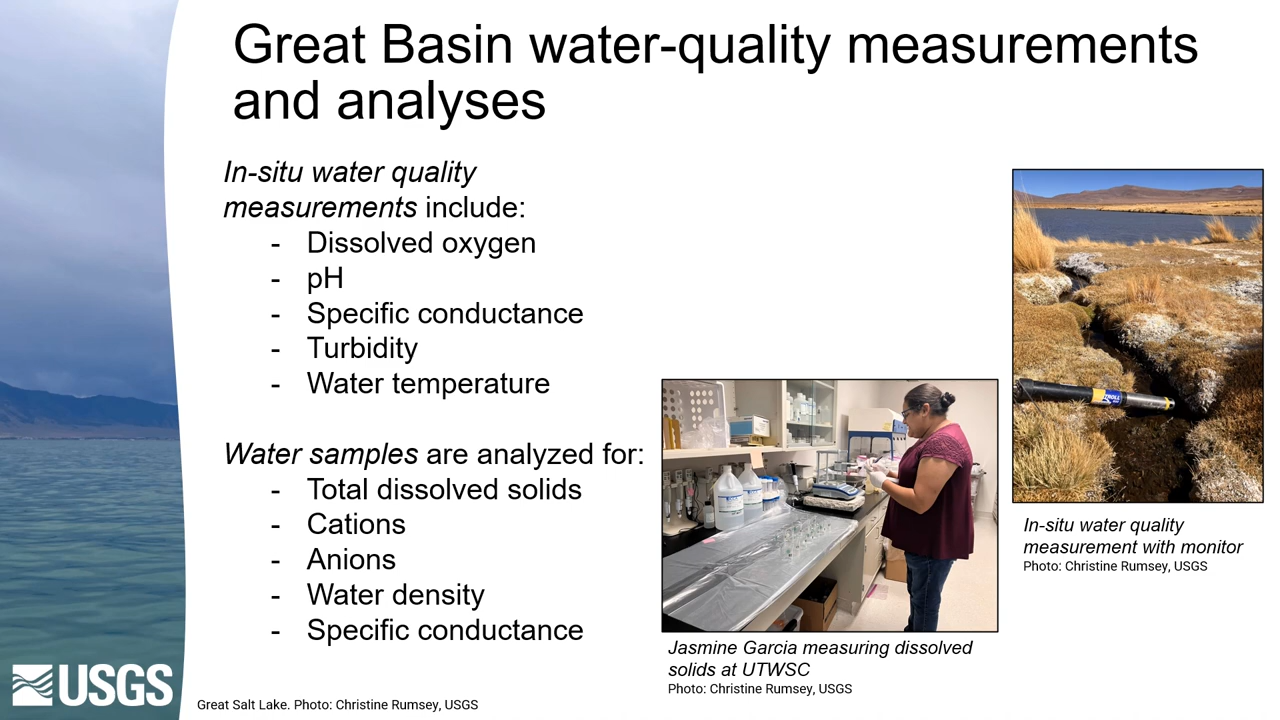 Great Basin water-quality measurements
and analyses
In-situ water quality
measurements include:
- Dissolved oxygen
- pH
- Specific conductance
- Turbidity
- Water temperature
Water samples are analyzed for:
- Total dissolved solids
- Cations
- Anions
- Water density
- Specific conductance
TROLL
In-situ water quality
measurement with monitor
Photo: Christine Rumsey, USGS
Jasmine Garcia measuring dissolved
solids at UTWSC
Photo: Christine Rumsey, USGS
USGS
Great Salt Lake. Photo: Christine Rumsey, USGS